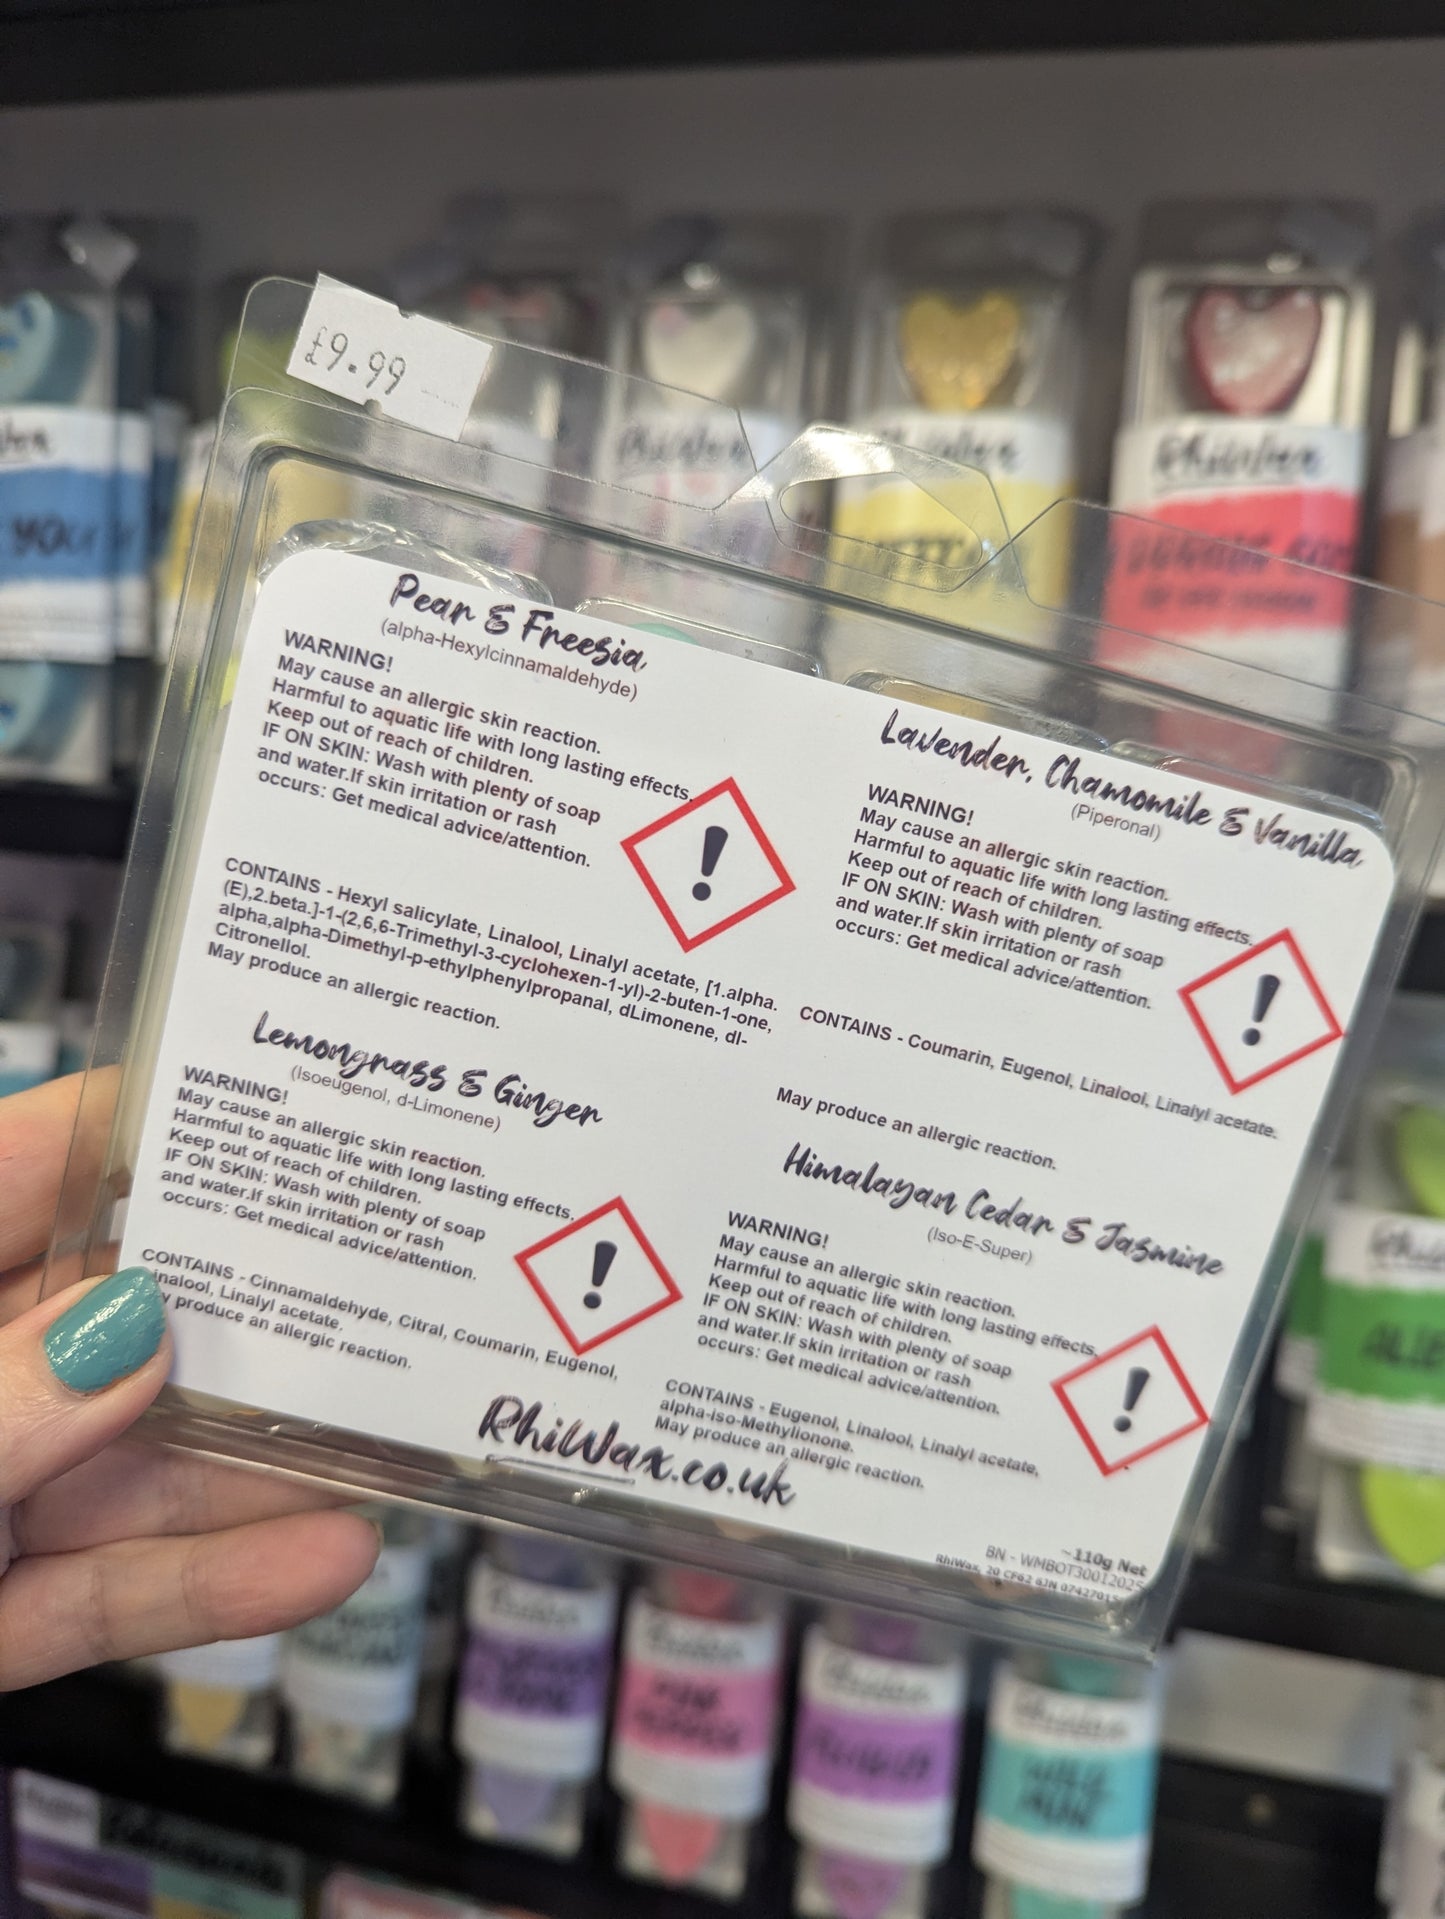 £9.99
Pear & Freesia
(alpha-Hexylcinnamaldehyde)
WARNING!
May cause an allergic skin reaction.
Harmful to aquatic life with long lasting effects.
Keep out of reach of children.
IF ON SKIN: Wash with plenty of soap
and water.If skin irritation or rash
occurs: Get medical advice/attention.
CONTAINS - Hexyl salicylate, Linalool, Linalyl acetate, [1.alpha.
(E),2.beta.]-1-(2,6,6-Trimethyl-3-cyclohexen-1-yl)-2-buten-1-one,
alpha,alpha-Dimethyl-p-ethylphenylpropanal, dLimonene, dl-
Citronellol.
May produce an allergic reaction.
Lavender, Chamomile & Vanilla
(Piperonal)
WARNING!
May cause an allergic skin reaction.
Harmful to aquatic life with long lasting effects.
Keep out of reach of children.
IF ON SKIN: Wash with plenty of soap
and water.If skin irritation or rash
occurs: Get medical advice/attention.
CONTAINS - Coumarin, Eugenol, Linalool, Linalyl acetate.
May produce an allergic reaction.
Lemongrass & Ginger
(Isoeugenol, d-Limonene)
WARNING!
May cause an allergic skin reaction.
Harmful to aquatic life with long lasting effects.
Keep out of reach of children.
IF ON SKIN: Wash with plenty of soap
and water.If skin irritation or rash
occurs: Get medical advice/attention.
CONTAINS - Cinnamaldehyde, Citral, Coumarin, Eugenol,
inalool, Linalyl acetate.
y produce an allergic reaction.
Himalayan Cedar & Jasmine
(Iso-E-Super)
WARNING!
May cause an allergic skin reaction.
Harmful to aquatic life with long lasting effects.
Keep out of reach of children.
IF ON SKIN: Wash with plenty of soap
and water.If skin irritation or rash
occurs: Get medical advice/attention.
CONTAINS - Eugenol, Linalool, Linalyl acetate,
alpha-iso-Methylionone.
May produce an allergic reaction.
RhiWax.co.uk
~110g Net
BN - WMBOT30012025
RhiWax, 20 CF62 6JN
RhiWax
RhiWax
PINK
PEPPER
RhiWax